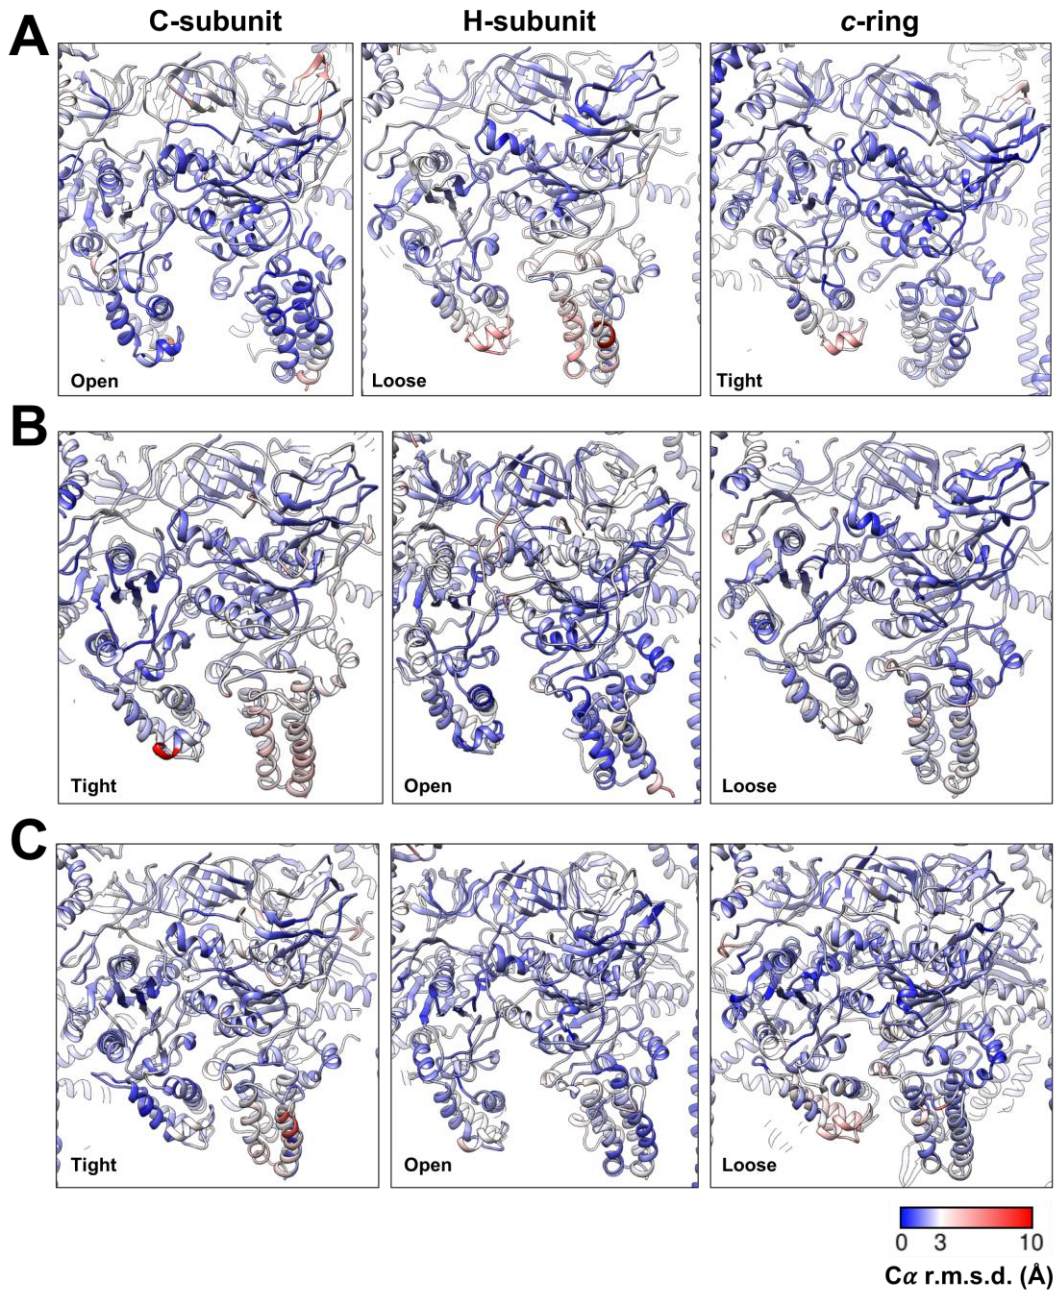 A
C-subunit H-subunit c-ring
Open Loose Tight
B
Tight Open Loose
C
Tight Open Loose
0 3 10
Cα r.m.s.d. (Å)